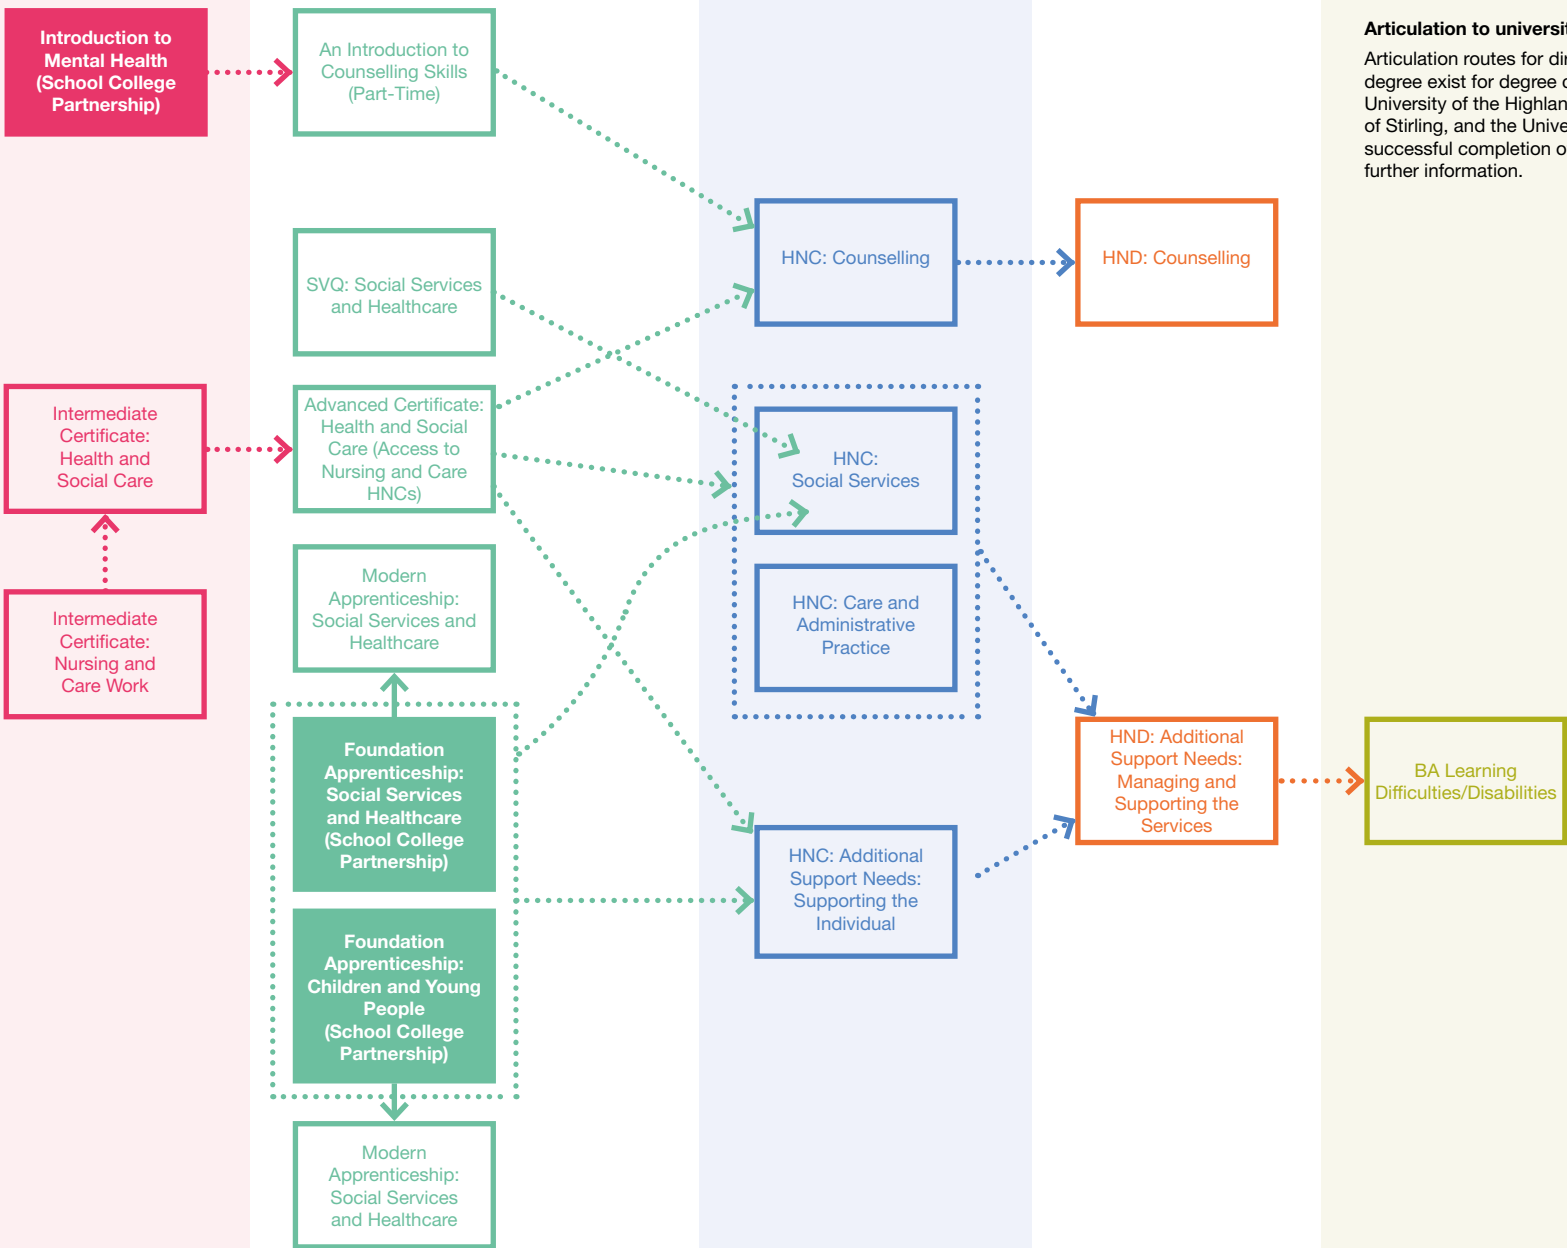 Introduction to
Mental Health
(School College
Partnership)
Intermediate
Certificate:
Health and
Social Care
Intermediate
Certificate:
Nursing and
Care Work
An Introduction to
Counselling Skills
(Part-Time)
SVQ: Social Services
and Healthcare
Advanced Certificate:
Health and Social
Care (Access to
Nursing and Care
HNCs)
Modern
Apprenticeship:
Social Services and
Healthcare
Foundation
Apprenticeship:
Social Services
and Healthcare
(School College
Partnership)
Foundation
Apprenticeship:
Children and Young
People
(School College
Partnership)
Modern
Apprenticeship:
Social Services
and Healthcare
HNC: Counselling
HNC:
Social Services
HNC: Care and
Administrative
Practice
HNC: Additional
Support Needs:
Supporting the
Individual
HND: Counselling
HND: Additional
Support Needs:
Managing and
Supporting the
Services
Articulation to
Articulation routes for
degree exist for degree
University of the
of Stirling, and the
successful completion
further information.
BA Learning
Difficulties/Disabilities